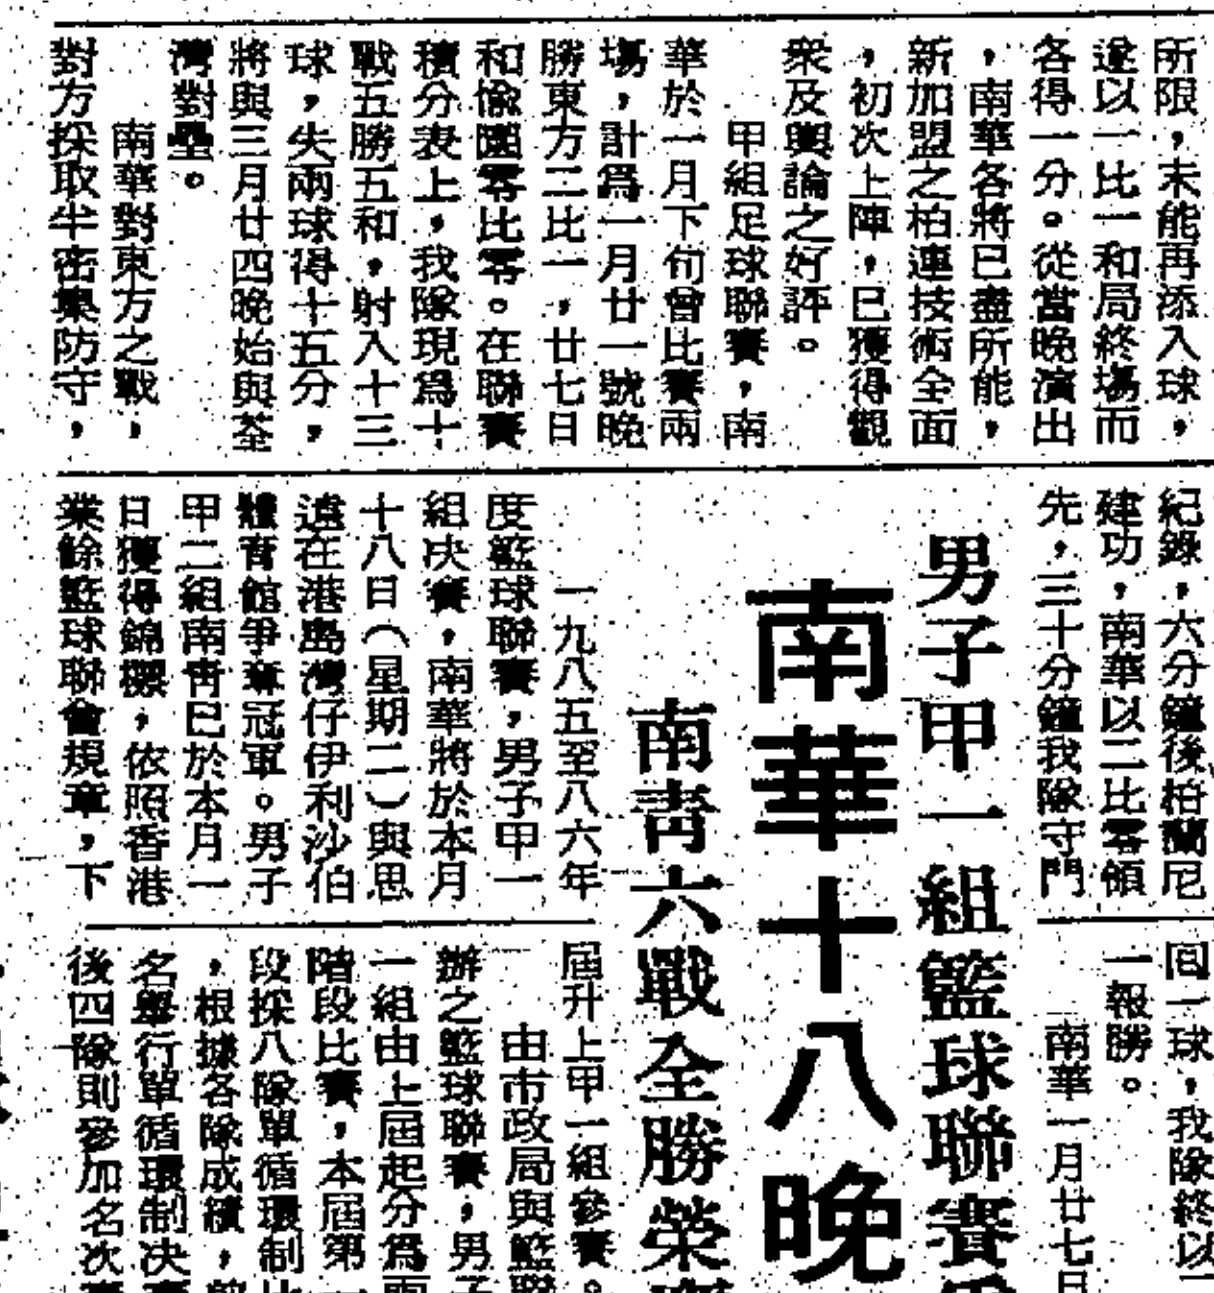 所限，未能再添入球，
遂以一比一和局終場而
各得一分。從當晚演出
，南華各將已盡所能，
新加盟之柏連技術全面
，初次上陣，已獲得觀
衆及輿論之好評。
甲組足球聯賽，南
華於一月下旬曾比賽兩
場，計爲一月廿一號晚
勝東方二比一，廿七日
和愉園零比零。在聯賽
積分表上，我隊現爲十
戰五勝五和，射入十三
球，失兩球得十五分，
將與三月廿四晚始與荃
灣對壘。
南華對東方之戰，
對方採取半密集防守，
紀錄，六分鐘後柏蘭尼
建功，南華以二比零領
先，三十分鐘我隊守門
男子甲一組籃球聯賽
南華十八晚
南青六戰全勝榮
一九八五至八六年
度籃球聯賽，男子甲一
組決賽，南華將於本月
十八日（星期二）與思
遠在港島灣仔伊利沙伯
體育館爭奪冠軍。男子
甲二組南青已於本月一
日獲得錦標，依照香港
業餘籃球聯會規章，下
回一球，我隊終以
一報勝。
南華一月廿七日
屆升上甲一組參賽。
由市政局與籃聯
辦之籃球聯賽，男子
一組由上屆起分爲兩
階段比賽，本屆第一
段採八隊單循環制比
，根據各隊成績，
名舉行單循環制决賽
後四隊則參加名次賽